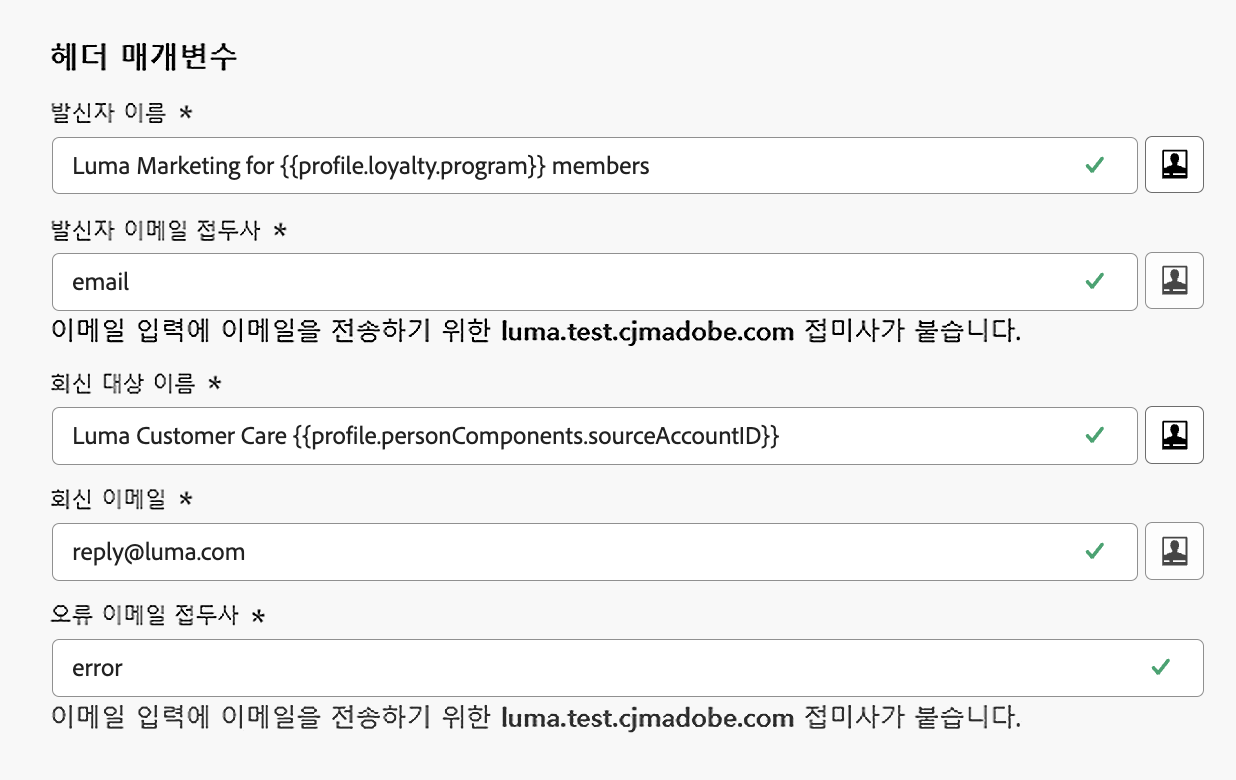 헤더 매개변수
발신자 이름 *
Luma Marketing for {{profile.loyalty.program}} members
발신자 이메일 접두사 *
email
이메일 입력에 이메일을 전송하기 위한 luma.test.cjmadobe.com 접미사가 붙습니다.
회신 대상 이름 *
Luma Customer Care {{profile.personComponents.sourceAccountID}}
회신 이메일 *
reply@luma.com
오류 이메일 접두사 *
error
이메일 입력에 이메일을 전송하기 위한 luma.test.cjmadobe.com 접미사가 붙습니다.